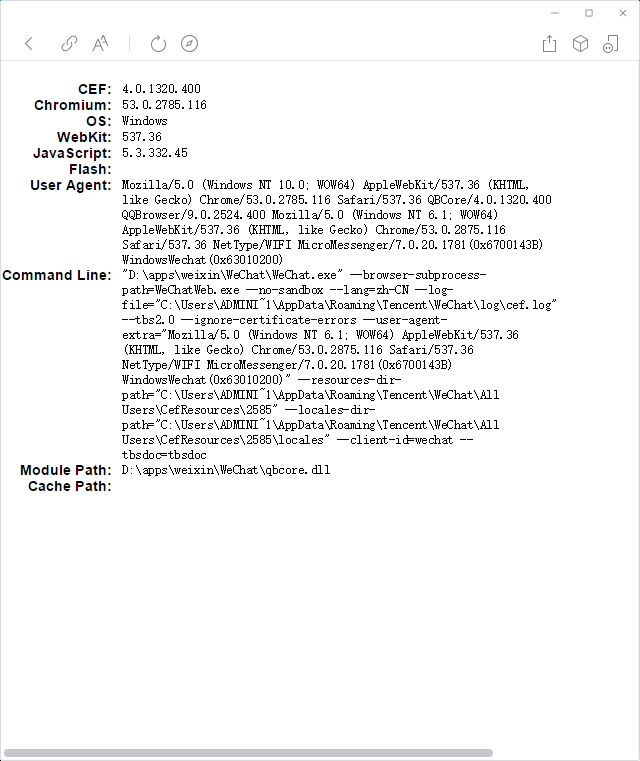 CEF: 4.0.1320.400
Chromium: 53.0.2785.116
OS: Windows
WebKit: 537.36
JavaScript: 5.3.332.45
Flash:
User Agent: Mozilla/5.0 (Windows NT 10.0; WOW64) AppleWebKit/537.36 (KHTML,
like Gecko) Chrome/53.0.2785.116 Safari/537.36 QBCore/4.0.1320.400
QQBrowser/9.0.2524.400 Mozilla/5.0 (Windows NT 6.1; WOW64)
AppleWebKit/537.36 (KHTML, like Gecko) Chrome/53.0.2875.116
Safari/537.36 NetType/WIFI MicroMessenger/7.0.20.1781(0x6700143B)
WindowsWechat(0x63010200)
Command Line: "D:\apps\weixin\WeChat\WeChat.exe" --browser-subprocess-
path=WeChatWeb.exe --no-sandbox --lang=zh-CN --log-
file="C:\Users\ADMINI~1\AppData\Roaming\Tencent\WeChat\log\cef.log"
--tbs2.0 --ignore-certificate-errors --user-agent-
extra="Mozilla/5.0 (Windows NT 6.1; WOW64) AppleWebKit/537.36
(KHTML, like Gecko) Chrome/53.0.2875.116 Safari/537.36
NetType/WIFI MicroMessenger/7.0.20.1781(0x6700143B)
WindowsWechat(0x63010200)" --resources-dir-
path="C:\Users\ADMINI~1\AppData\Roaming\Tencent\WeChat\All
Users\CefResources\2585" --locales-dir-
path="C:\Users\ADMINI~1\AppData\Roaming\Tencent\WeChat\All
Users\CefResources\2585\locales" --client-id=wechat --
tbsdoc=tbsdoc
Module Path: D:\apps\weixin\WeChat\qbcore.dll
Cache Path: